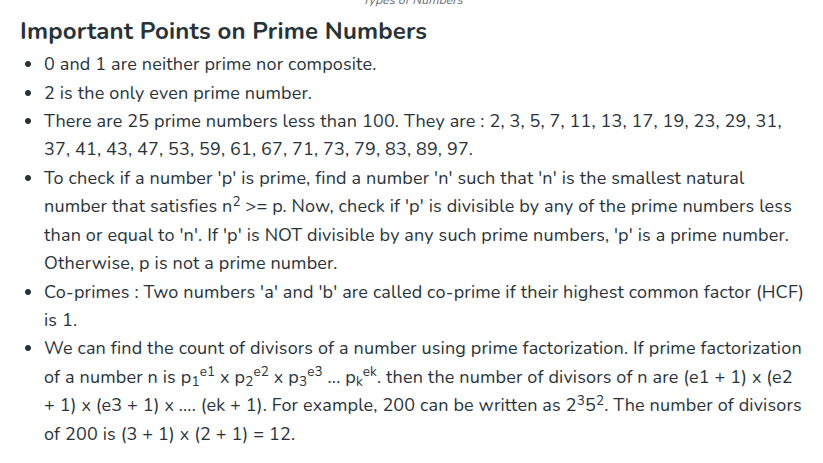 Types of Numbers
Important Points on Prime Numbers
• 0 and 1 are neither prime nor composite.
• 2 is the only even prime number.
• There are 25 prime numbers less than 100. They are : 2, 3, 5, 7, 11, 13, 17, 19, 23, 29, 31,
37, 41, 43, 47, 53, 59, 61, 67, 71, 73, 79, 83, 89, 97.
• To check if a number 'p' is prime, find a number 'n' such that 'n' is the smallest natural
number that satisfies n² >= p. Now, check if 'p' is divisible by any of the prime numbers less
than or equal to 'n'. If 'p' is NOT divisible by any such prime numbers, 'p' is a prime number.
Otherwise, p is not a prime number.
• Co-primes : Two numbers 'a' and 'b' are called co-prime if their highest common factor (HCF)
is 1.
• We can find the count of divisors of a number using prime factorization. If prime factorization
of a number n is p₁ᵉ¹ x p₂ᵉ² x p₃ᵉ³ ... pₖᵉᵏ. then the number of divisors of n are (e1 + 1) x (e2
+ 1) x (e3 + 1) x .... (ek + 1). For example, 200 can be written as 2³5². The number of divisors
of 200 is (3 + 1) x (2 + 1) = 12.